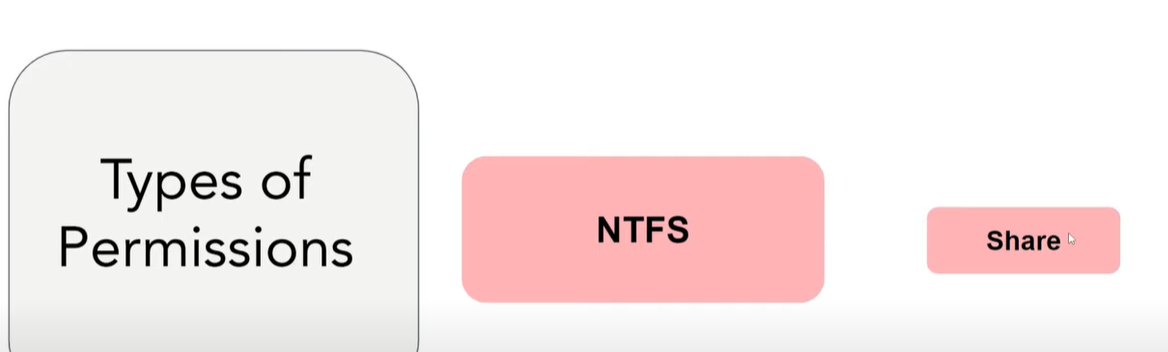 Types of
Permissions
NTFS
Share